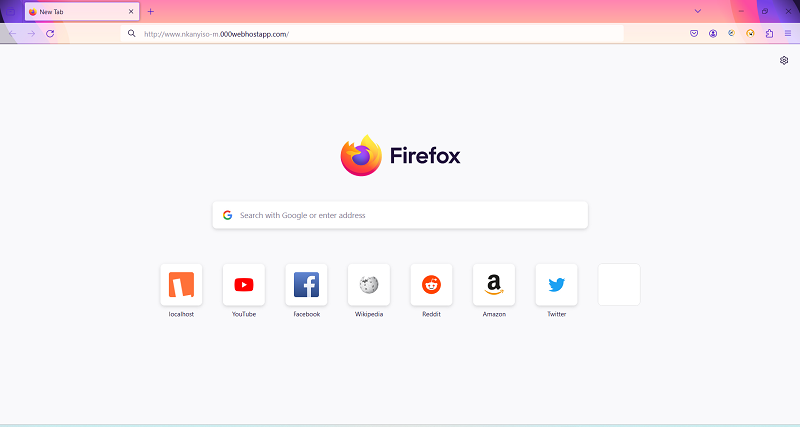 New Tab
http://www.nkanyiso-m.000webhostapp.com/
Firefox
Search with Google or enter address
localhost YouTube Facebook Wikipedia Reddit Amazon Twitter